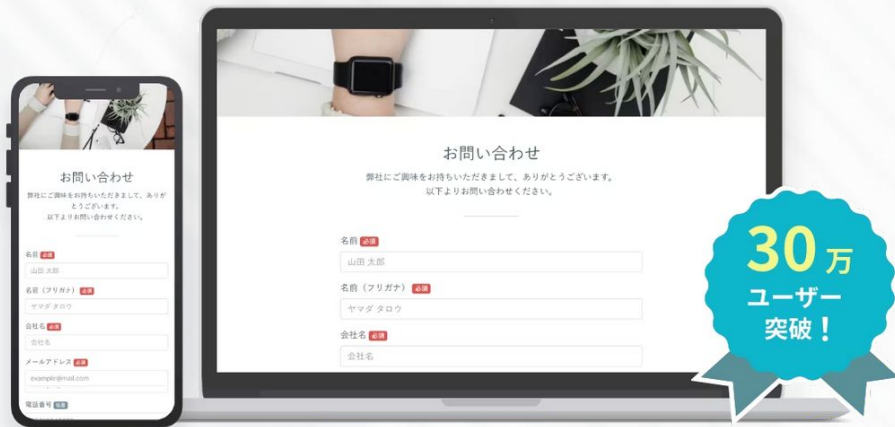 お問い合わせ
弊社にご興味をお持ちいただきまして、ありが
とうございます。
以下よりお問い合わせください。
名前 必須
山田 太郎
名前（フリガナ） 必須
ヤマダ タロウ
会社名 必須
会社名
メールアドレス 必須
example@mail.com
電話番号 任意
お問い合わせ
弊社にご興味をお持ちいただきまして、ありがとうございます。
以下よりお問い合わせください。
名前 必須
山田 太郎
名前（フリガナ） 必須
ヤマダ タロウ
会社名 必須
会社名
30万
ユーザー
突破！